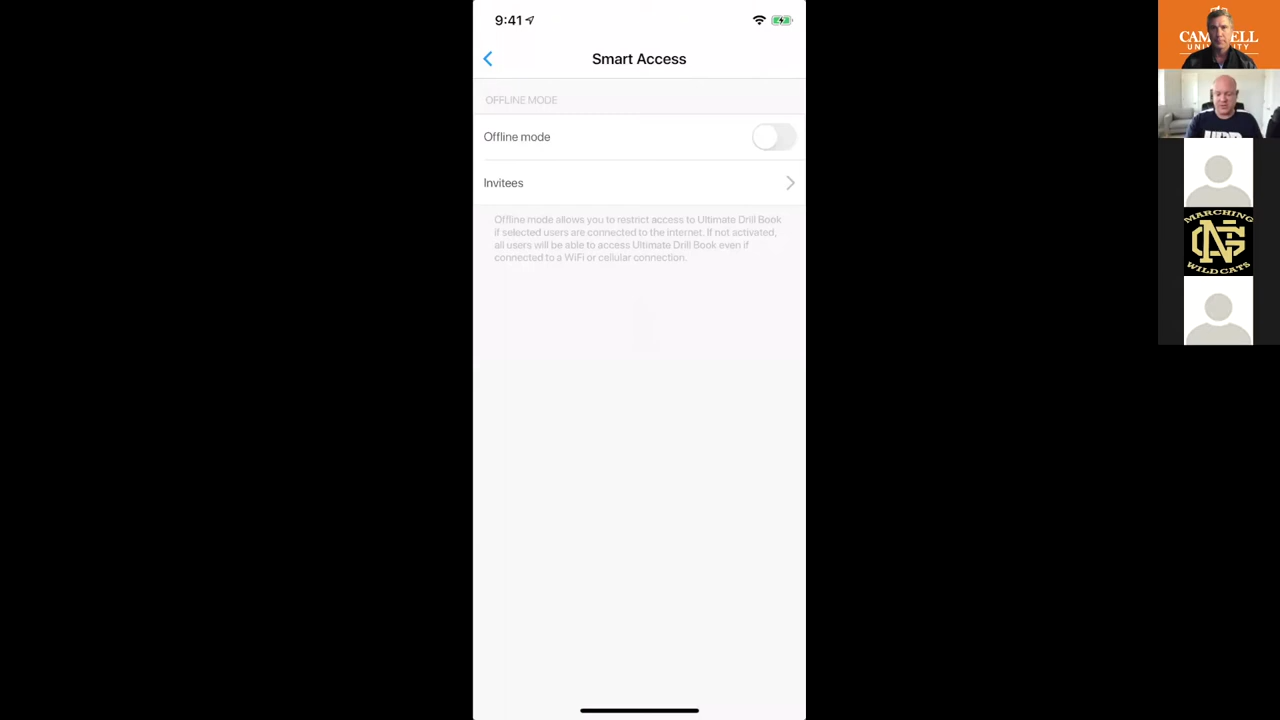 9:41
Smart Access
OFFLINE MODE
Offline mode
Invitees
Offline mode allows you to restrict access to Ultimate Drill Book
if selected users are connected to the internet. If not activated,
all users will be able to access Ultimate Drill Book even if
connected to a WiFi or cellular connection.
MARCHING
NG
WILDCATS